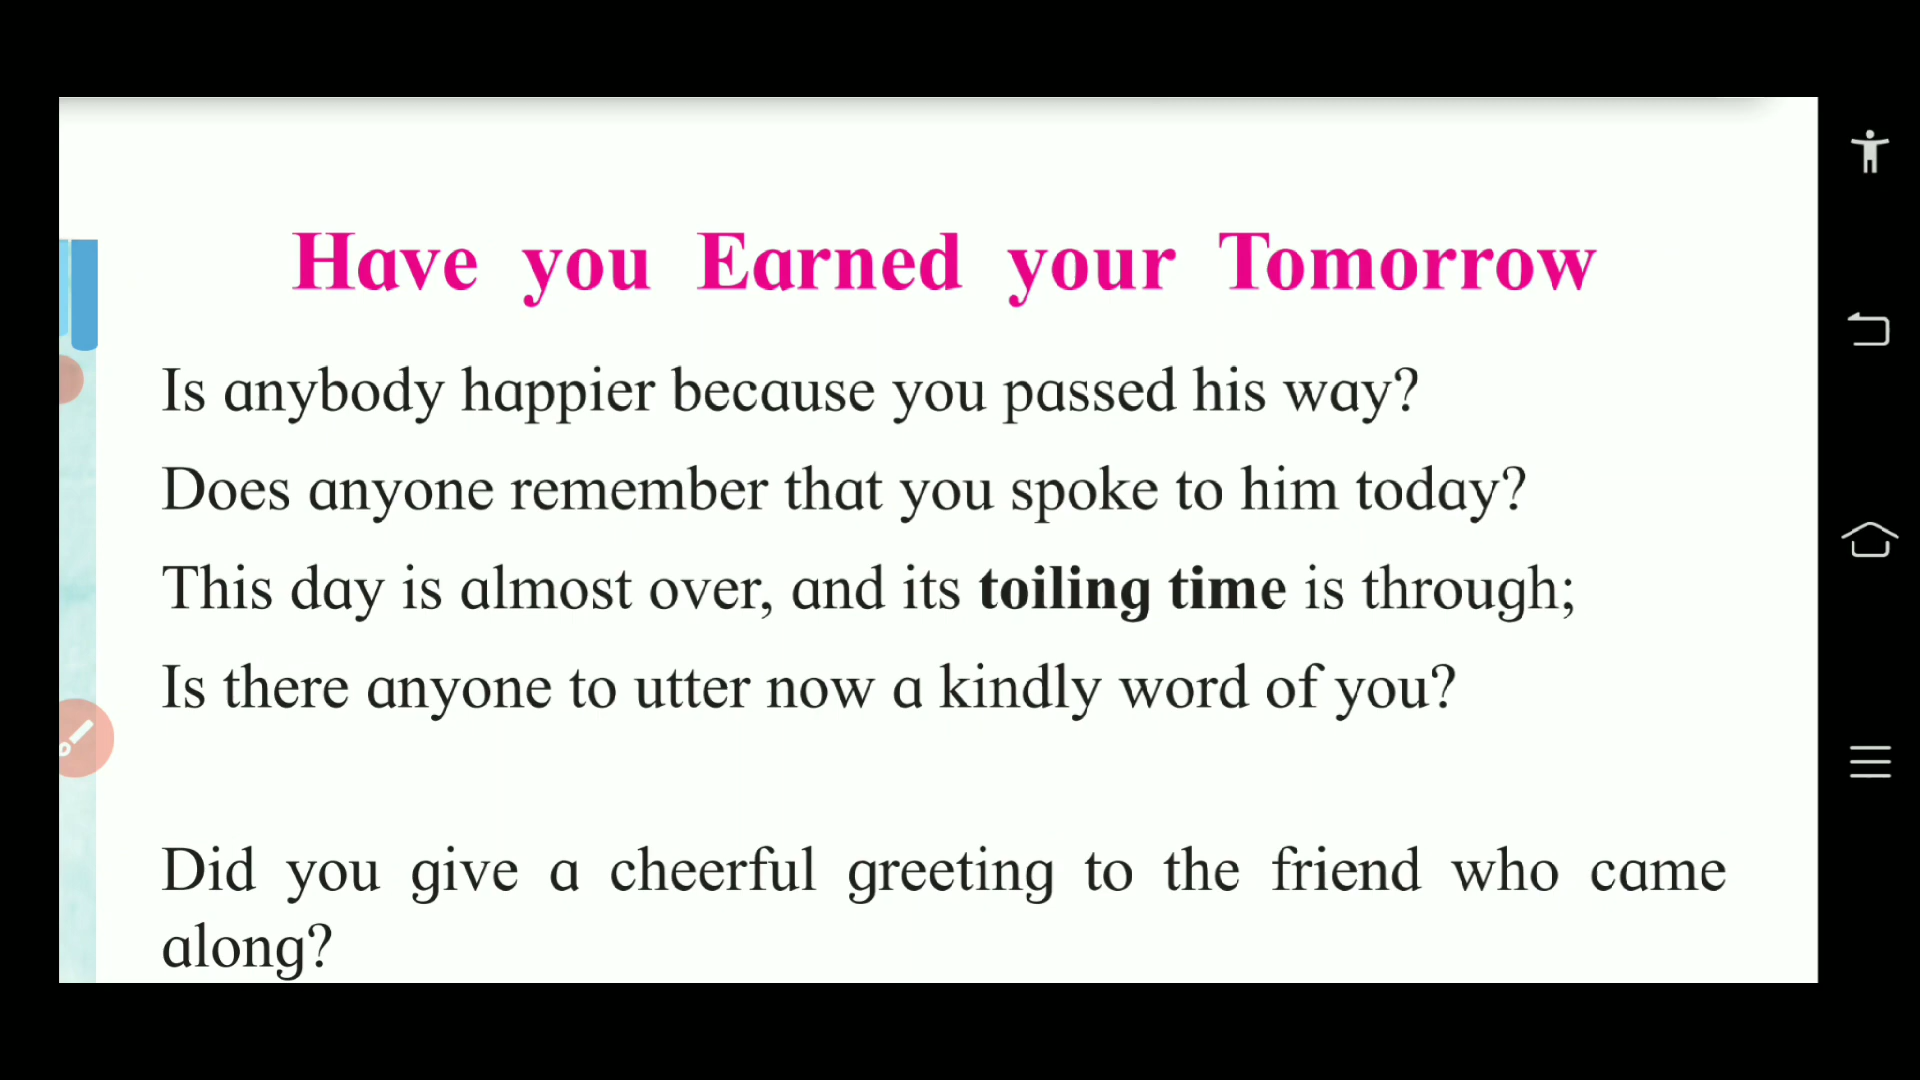 Have you Earned your Tomorrow
Is anybody happier because you passed his way?
Does anyone remember that you spoke to him today?
This day is almost over, and its toiling time is through;
Is there anyone to utter now a kindly word of you?
Did you give a cheerful greeting to the friend who came
along?